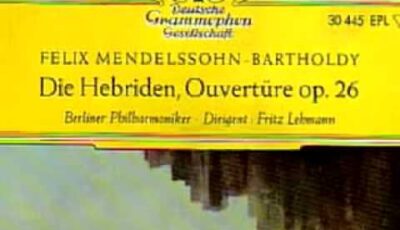 Deutsche
Grammophon
Gesellschaft
30 445 EPL
FELIX MENDELSSOHN-BARTHOLDY
Die Hebriden, Ouvertüre op. 26
Berliner Philharmoniker · Dirigent: Fritz Lehmann